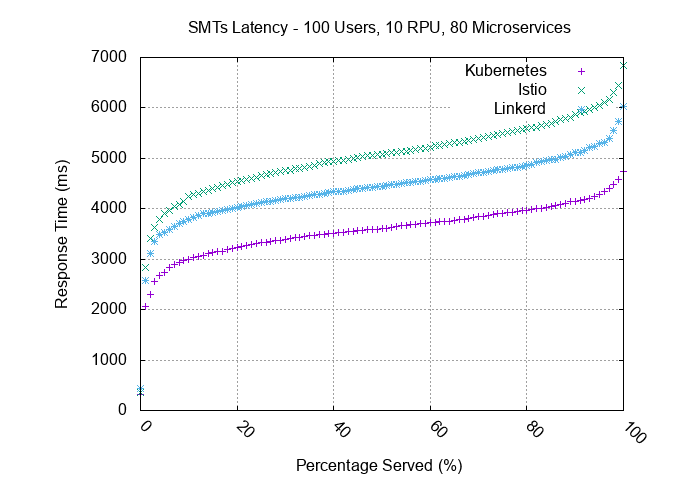 SMTs Latency - 100 Users, 10 RPU, 80 Microservices
7000
6000
5000
4000
3000
2000
1000
0
Response Time (ms)
Kubernetes
Istio
Linkerd
0
20
40
60
80
100
Percentage Served (%)